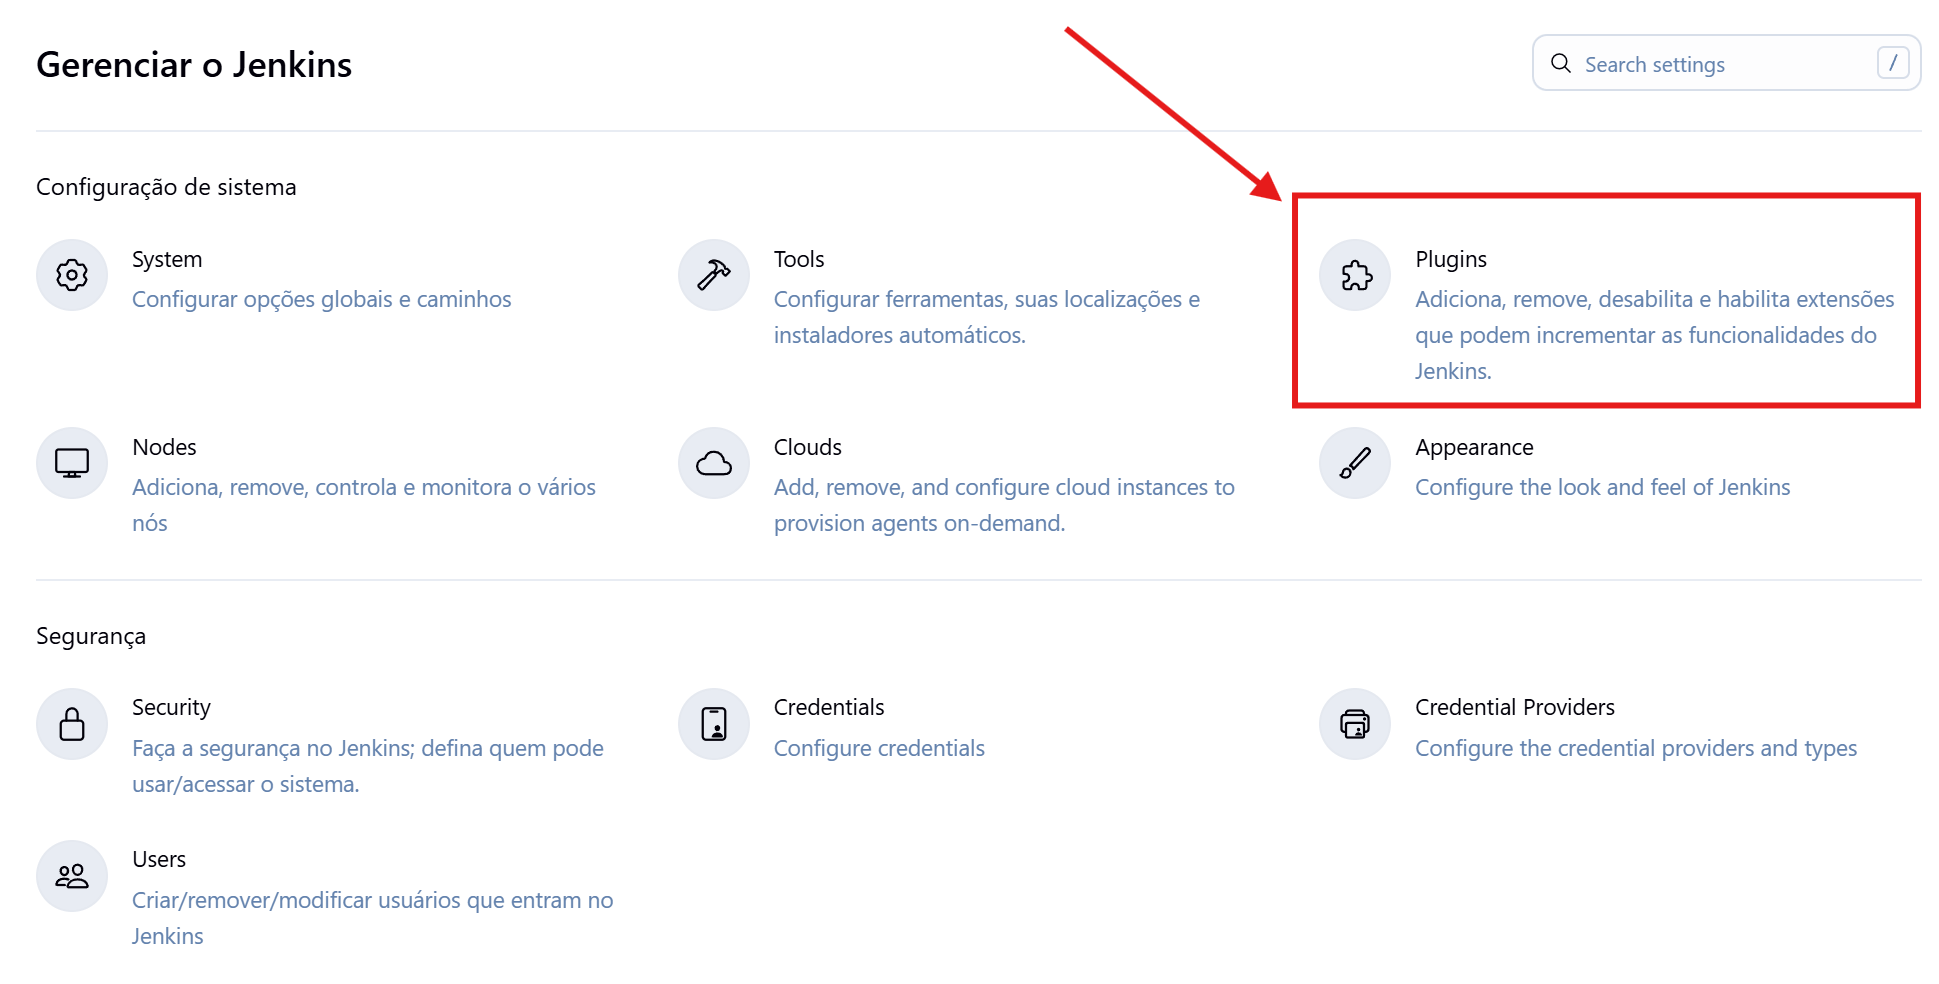 Gerenciar o Jenkins
Search settings
/
Configuração de sistema
System
Configurar opções globais e caminhos
Tools
Configurar ferramentas, suas localizações e
instaladores automáticos.
Plugins
Adiciona, remove, desabilita e habilita extensões
que podem incrementar as funcionalidades do
Jenkins.
Nodes
Adiciona, remove, controla e monitora o vários
nós
Clouds
Add, remove, and configure cloud instances to
provision agents on-demand.
Appearance
Configure the look and feel of Jenkins
Segurança
Security
Faça a segurança no Jenkins; defina quem pode
usar/acessar o sistema.
Credentials
Configure credentials
Credential Providers
Configure the credential providers and types
Users
Criar/remover/modificar usuários que entram no
Jenkins